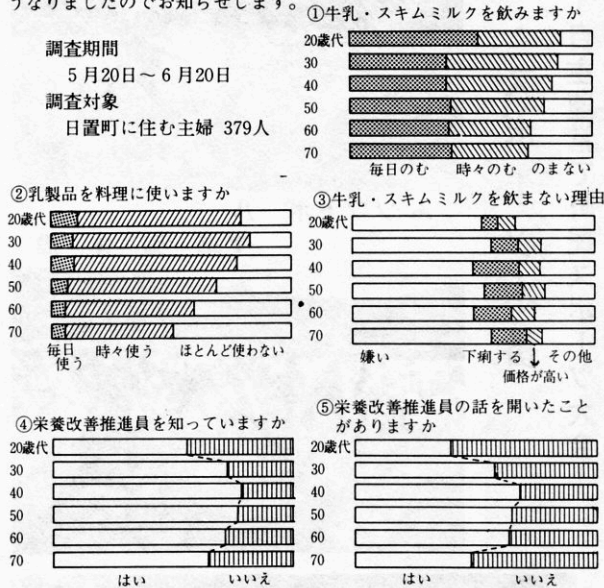 うなりましたのでお知らせします。
調査期間
5月20日～6月20日
調査対象
日置町に住む主婦 379人
①牛乳・スキムミルクを飲みますか
20歳代
30
40
50
60
70
毎日のむ 時々のむ のまない
②乳製品を料理に使いますか
20歳代
30
40
50
60
70
毎日使う 時々使う ほとんど使わない
③牛乳・スキムミルクを飲まない理由
20歳代
30
40
50
60
70
嫌い 下痢する ↓ その他
価格が高い
④栄養改善推進員を知っていますか
20歳代
30
40
50
60
70
はい いいえ
⑤栄養改善推進員の話を開いたこと
がありますか
20歳代
30
40
50
60
70
はい いいえ